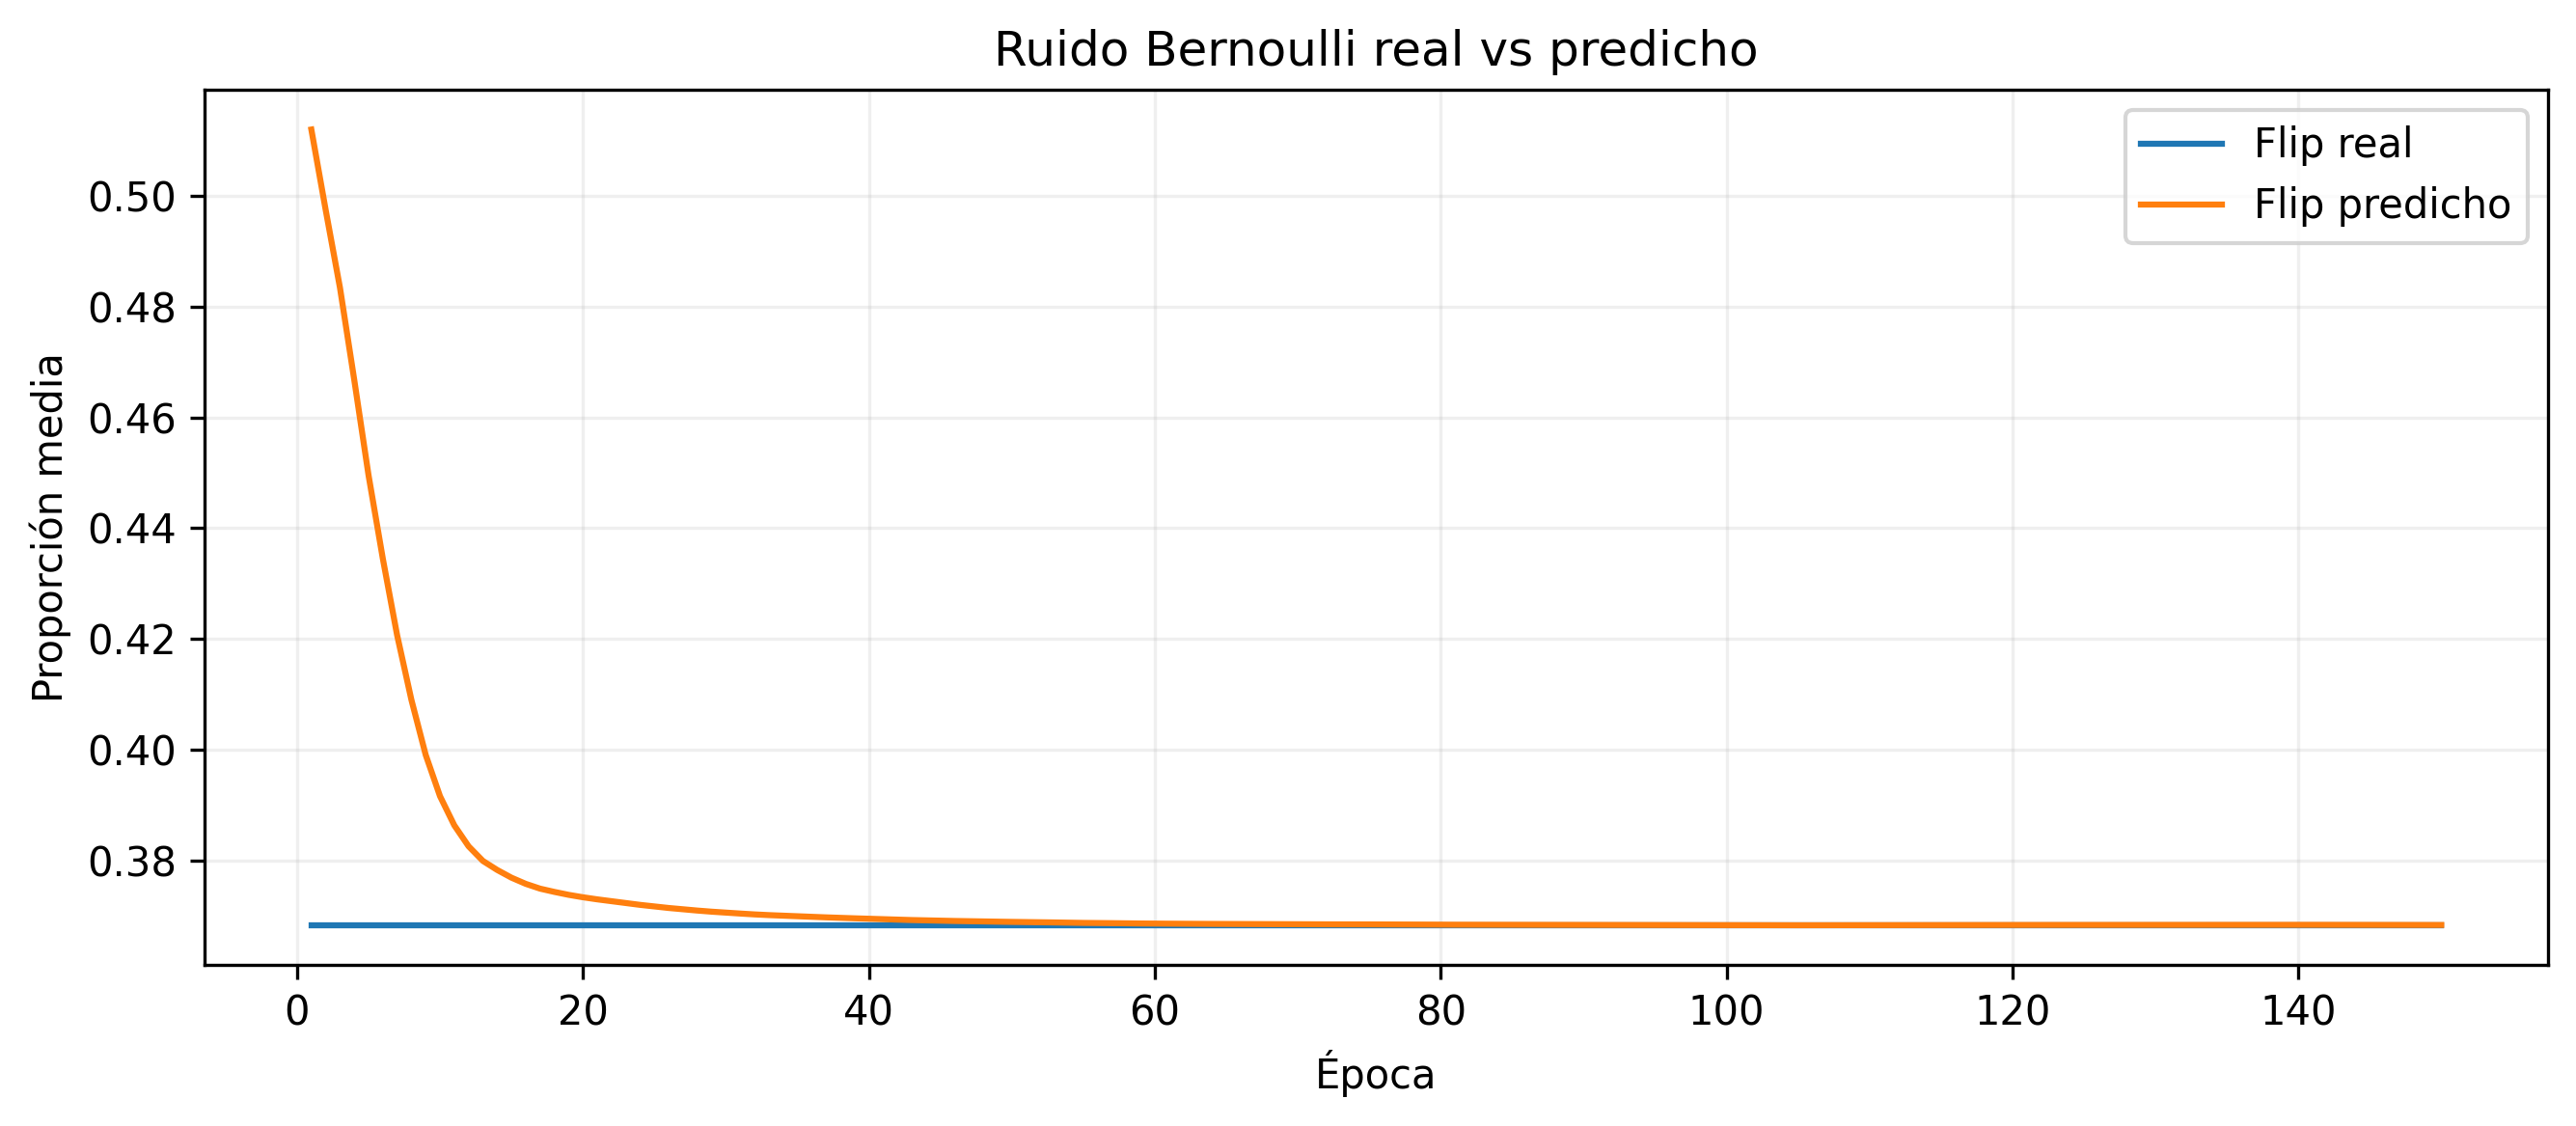 Ruido Bernoulli real vs predicho
Flip real
Flip predicho
Proporción media
0.50
0.48
0.46
0.44
0.42
0.40
0.38
0 20 40 60 80 100 120 140
Época